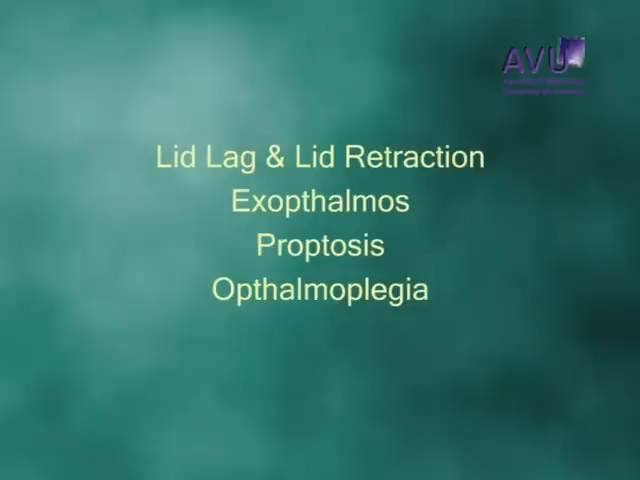 AVU
Lid Lag & Lid Retraction
Exopthalmos
Proptosis
Opthalmoplegia